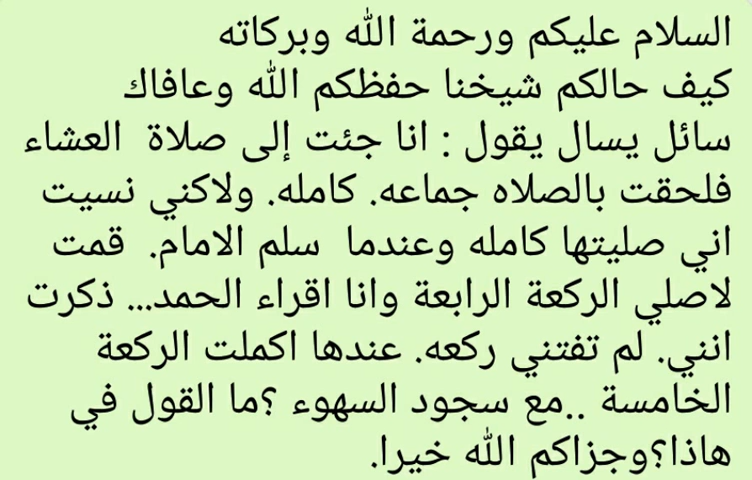 السلام عليكم ورحمة الله وبركاته
كيف حالكم شيخنا حفظكم الله وعافاك
سائل يسال يقول : انا جئت إلى صلاة العشاء
فلحقت بالصلاه جماعه. كامله. ولاكني نسيت
اني صليتها كامله وعندما سلم الامام. قمت
لاصلي الركعة الرابعة وانا اقراء الحمد... ذكرت
انني. لم تفتني ركعه. عندها اكملت الركعة
الخامسة ..مع سجود السهوء ؟ما القول في
هاذا؟وجزاكم الله خيرا.